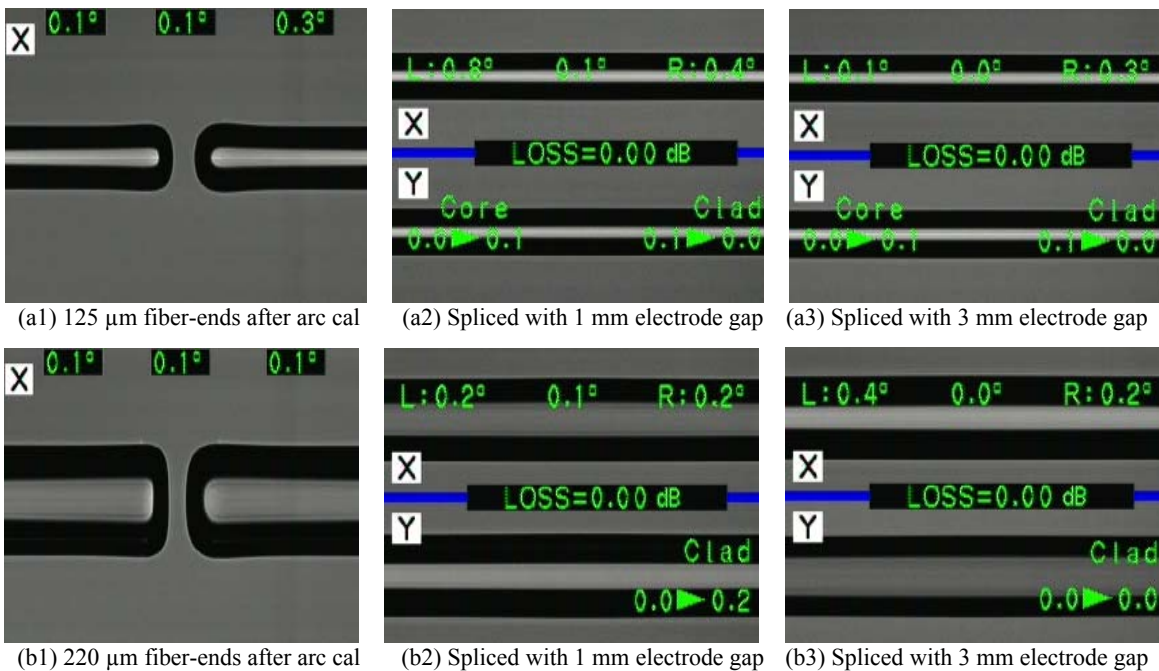 0.1° 0.1° 0.3°
X
(a1) 125 µm fiber-ends after arc cal
L:0.8° 0.1° R:0.4°
X
LOSS=0.00 dB
Y
Core Clad
0.0▶0.1 0.1▶0.0
(a2) Spliced with 1 mm electrode gap
L:0.1° 0.0° R:0.3°
X
LOSS=0.00 dB
Y
Core Clad
0.0▶0.1 0.1▶0.0
(a3) Spliced with 3 mm electrode gap
0.1° 0.1° 0.1°
X
(b1) 220 µm fiber-ends after arc cal
L:0.2° 0.1° R:0.2°
X
LOSS=0.00 dB
Y
Clad
0.0▶0.2
(b2) Spliced with 1 mm electrode gap
L:0.4° 0.0° R:0.2°
X
LOSS=0.00 dB
Y
Clad
0.0▶0.0
(b3) Spliced with 3 mm electrode gap